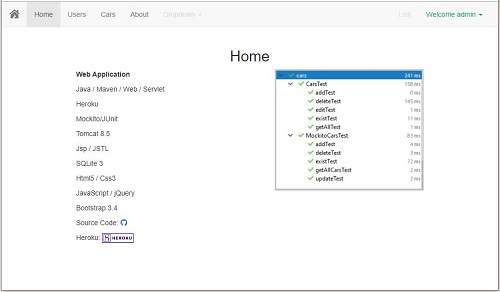 Home Users Cars About Dropdown Link Welcome admin
Home
Web Application
Java / Maven / Web / Servlet
Heroku
Mockito/JUnit
Tomcat 8.5
Jsp / JSTL
SQLite 3
Html5 / Css3
JavaScript / jQuery
Bootstrap 3.4
Source Code:
Heroku: HEROKU
cars 241 ms
CarsTest 158 ms
addTest 0 ms
deleteTest 145 ms
editTest 1 ms
existTest 11 ms
getAllTest 1 ms
MockitoCarsTest 83 ms
addTest 4 ms
deleteTest 3 ms
existTest 72 ms
getAllCarsTest 2 ms
updateTest 2 ms